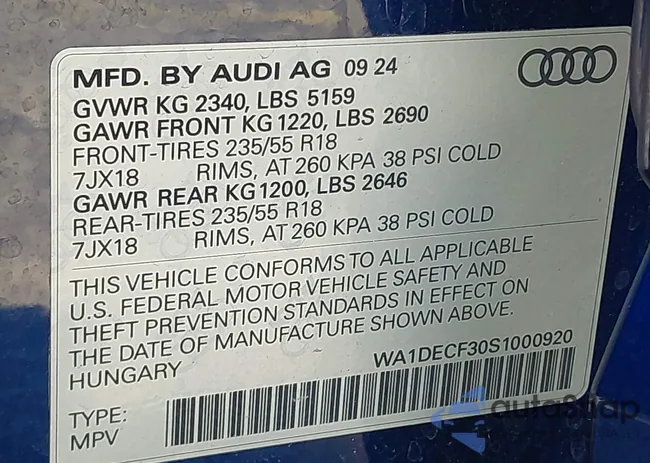 MFD. BY AUDI AG 09 24
GVWR KG 2340, LBS 5159
GAWR FRONT KG 1220, LBS 2690
FRONT-TIRES 235/55 R18
7JX18 RIMS, AT 260 KPA 38 PSI COLD
GAWR REAR KG 1200, LBS 2646
REAR-TIRES 235/55 R18
7JX18 RIMS, AT 260 KPA 38 PSI COLD
THIS VEHICLE CONFORMS TO ALL APPLICABLE
U.S. FEDERAL MOTOR VEHICLE SAFETY AND
THEFT PREVENTION STANDARDS IN EFFECT ON
THE DATE OF MANUFACTURE SHOWN ABOVE.
HUNGARY WA1DECF30S1000920
TYPE:
MPV
autoSnap